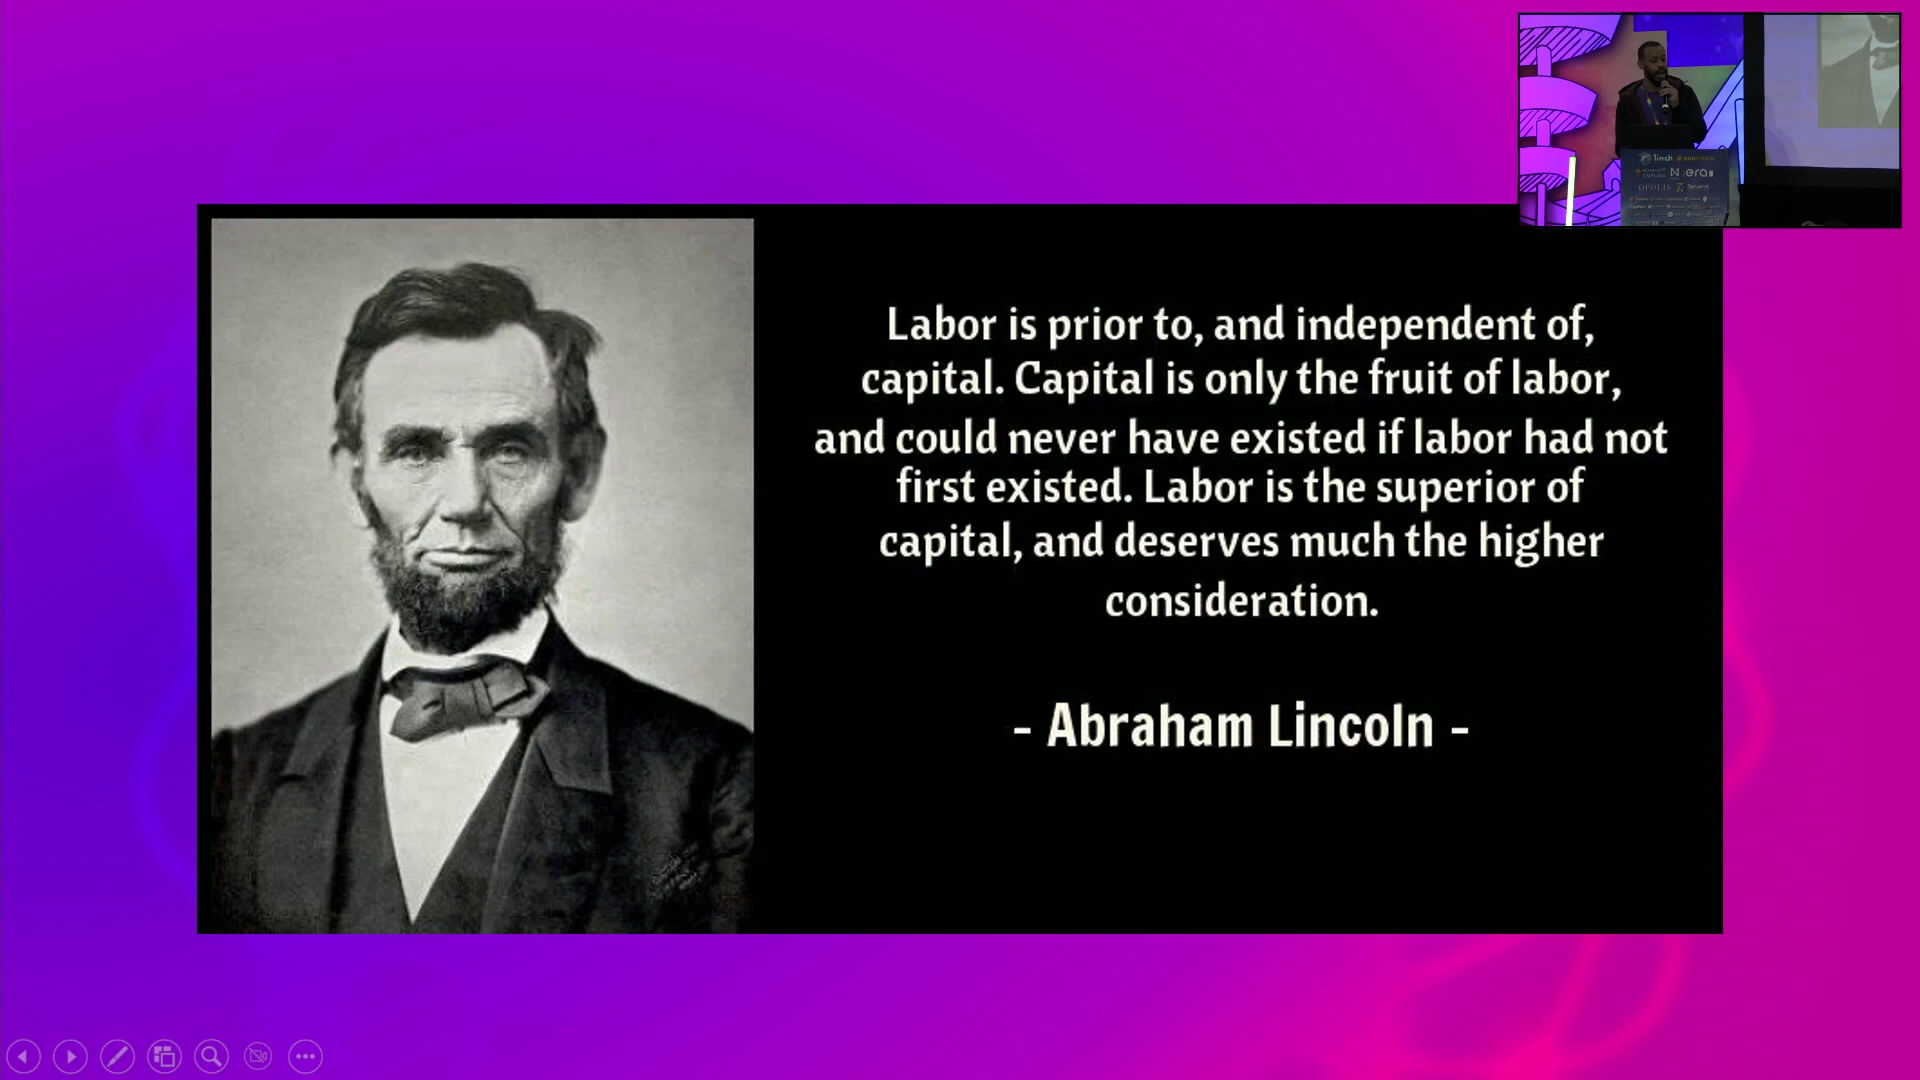 Labor is prior to, and independent of,
capital. Capital is only the fruit of labor,
and could never have existed if labor had not
first existed. Labor is the superior of
capital, and deserves much the higher
consideration.
- Abraham Lincoln -
1inch
OPOLIS